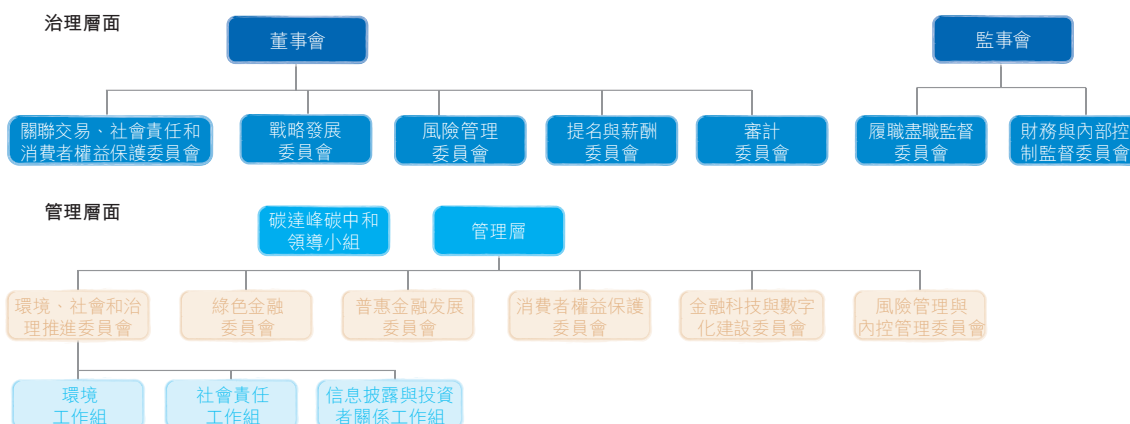 治理層面
董事會
監事會
關聯交易、社會責任和
消費者權益保護委員會
戰略發展
委員會
風險管理
委員會
提名與薪酬
委員會
審計
委員會
履職盡職監督
委員會
財務與內部控
制監督委員會
管理層面
碳達峰碳中和
領導小組
管理層
環境、社會和治
理推進委員會
綠色金融
委員會
普惠金融发展
委員會
消費者權益保護
委員會
金融科技與數字
化建設委員會
風險管理與
內控管理委員會
環境
工作組
社會責任
工作組
信息披露與投資
者關係工作組